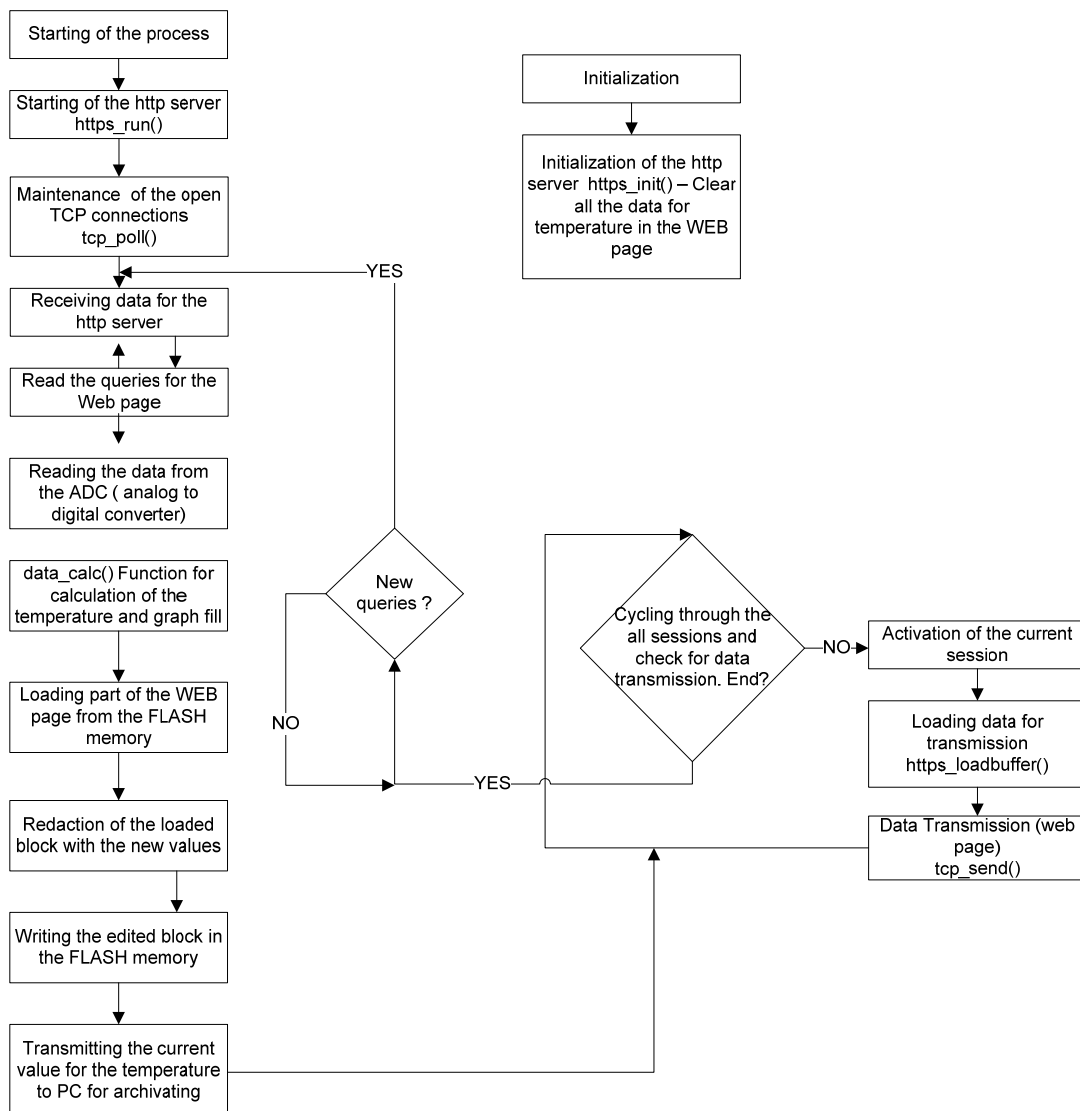 Starting of the process
Starting of the http server
https_run()
Maintenance of the open
TCP connections
tcp_poll()
Receiving data for the
http server
Read the queries for the
Web page
Reading the data from
the ADC ( analog to
digital converter)
data_calc() Function for
calculation of the
temperature and graph fill
Loading part of the WEB
page from the FLASH
memory
Redaction of the loaded
block with the new values
Writing the edited block in
the FLASH memory
Transmitting the current
value for the temperature
to PC for archivating
Initialization
Initialization of the http
server https_init() – Clear
all the data for
temperature in the WEB
page
YES
New
queries ?
NO
YES
Cycling through the
all sessions and
check for data
transmission. End?
NO
Activation of the current
session
Loading data for
transmission
https_loadbuffer()
Data Transmission (web
page)
tcp_send()